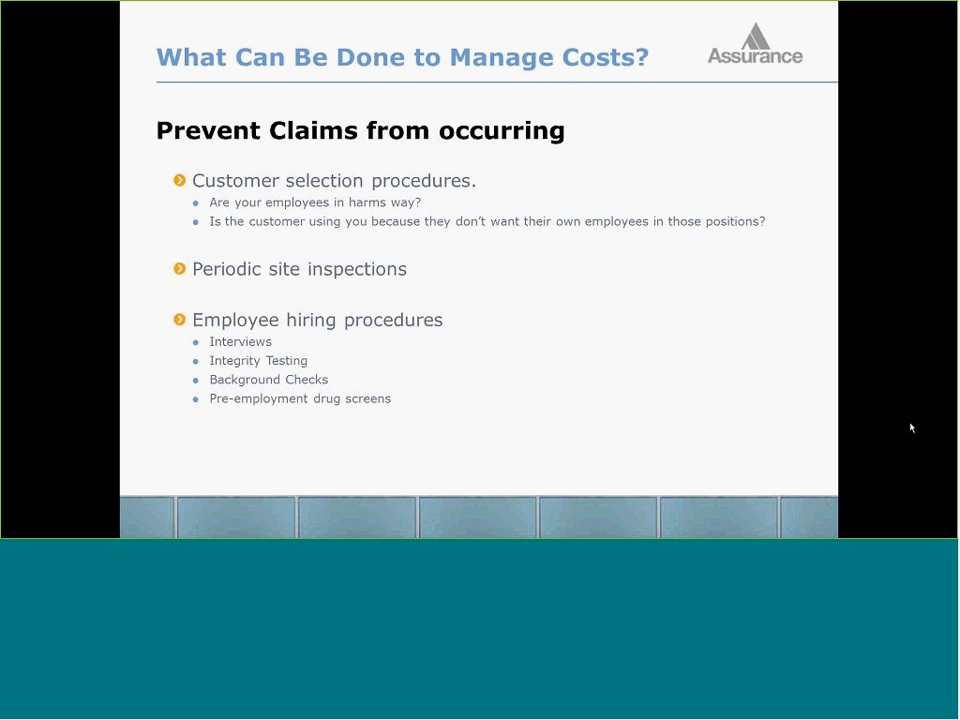 What Can Be Done to Manage Costs?
Assurance
Prevent Claims from occurring
Customer selection procedures.
Are your employees in harms way?
Is the customer using you because they don't want their own employees in those positions?
Periodic site inspections
Employee hiring procedures
Interviews
Integrity Testing
Background Checks
Pre-employment drug screens